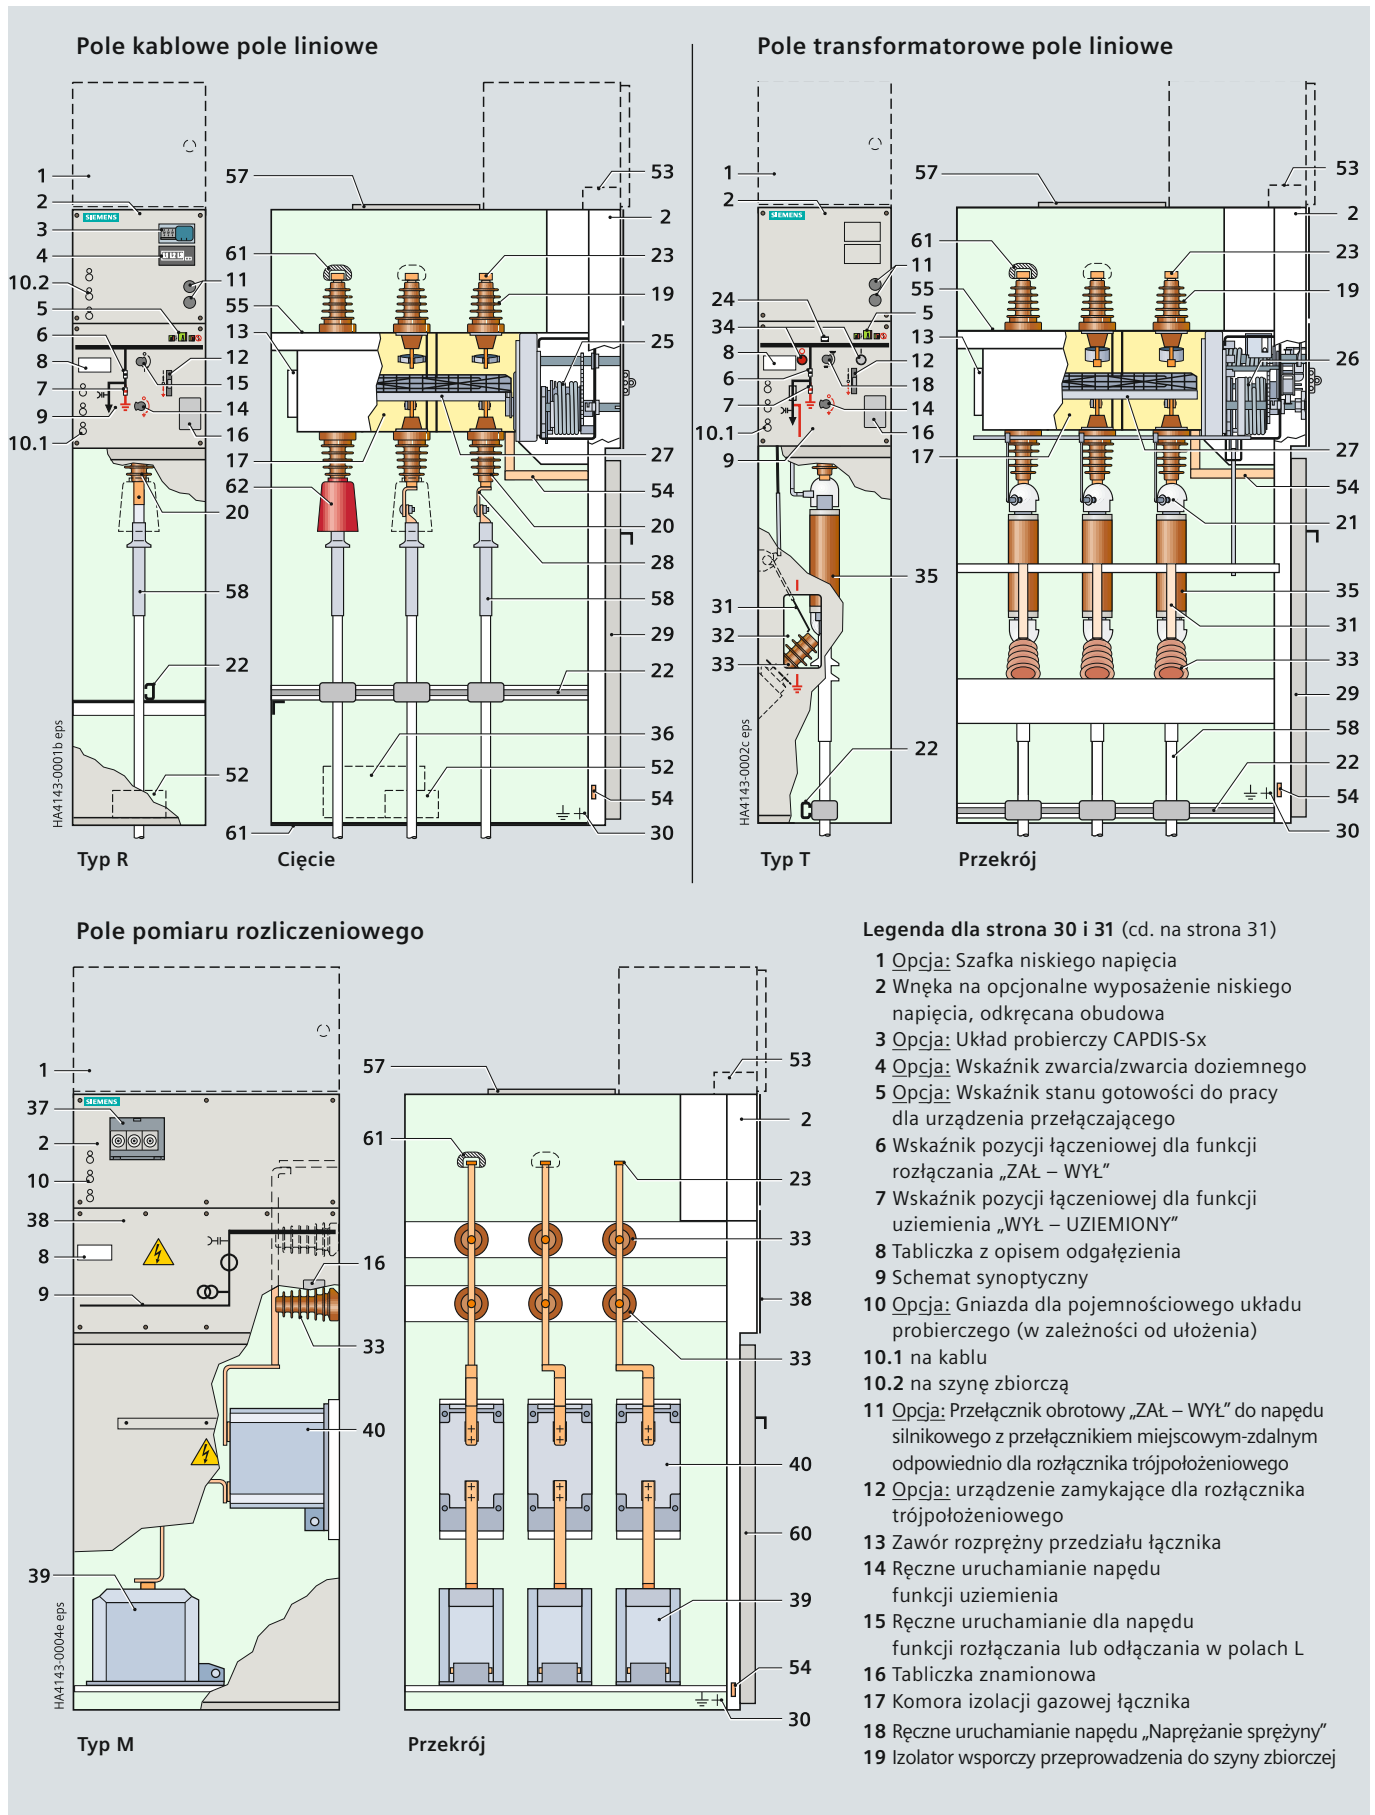 Pole kablowe pole liniowe
1
2
3
4
10.2
5
6
8
7
9
10.1
SIEMENS
11
12
15
14
16
20
58
22
52
HA4143-0001b eps
Typ R
57
61
55
13
17
62
61
53
2
23
19
25
27
54
20
28
58
29
22
36
52
54
30
Cięcie
Pole transformatorowe pole liniowe
1
2
SIEMENS
24
34
8
6
7
10.1
9
31
32
33
11
5
12
18
14
16
35
22
HA4143-0002c eps
Typ T
57
61
55
13
17
53
2
23
19
26
27
54
21
35
31
33
29
58
22
54
30
Przekrój
Pole pomiaru rozliczeniowego
1
37
2
10
38
8
9
39
SIEMENS
16
33
40
HA4143-0004e eps
Typ M
57
61
53
2
23
33
38
33
40
60
39
54
30
Przekrój
Legenda dla strona 30 i 31 (cd. na strona 31)
1 Opcja: Szafka niskiego napięcia
2 Wnęka na opcjonalne wyposażenie niskiego
napięcia, odkręcana obudowa
3 Opcja: Układ probierczy CAPDIS-Sx
4 Opcja: Wskaźnik zwarcia/zwarcia doziemnego
5 Opcja: Wskaźnik stanu gotowości do pracy
dla urządzenia przełączającego
6 Wskaźnik pozycji łączeniowej dla funkcji
rozłączania „ZAŁ – WYŁ”
7 Wskaźnik pozycji łączeniowej dla funkcji
uziemienia „WYŁ – UZIEMIONY”
8 Tabliczka z opisem odgałęzienia
9 Schemat synoptyczny
10 Opcja: Gniazda dla pojemnościowego układu
probierczego (w zależności od ułożenia)
10.1 na kablu
10.2 na szynę zbiorczą
11 Opcja: Przełącznik obrotowy „ZAŁ – WYŁ” do napędu
silnikowego z przełącznikiem miejscowym-zdalnym
odpowiednio dla rozłącznika trójpołożeniowego
12 Opcja: urządzenie zamykające dla rozłącznika
trójpołożeniowego
13 Zawór rozprężny przedziału łącznika
14 Ręczne uruchamianie napędu
funkcji uziemienia
15 Ręczne uruchamianie dla napędu
funkcji rozłączania lub odłączania w polach L
16 Tabliczka znamionowa
17 Komora izolacji gazowej łącznika
18 Ręczne uruchamianie napędu „Naprężanie sprężyny”
19 Izolator wsporczy przeprowadzenia do szyny zbiorczej